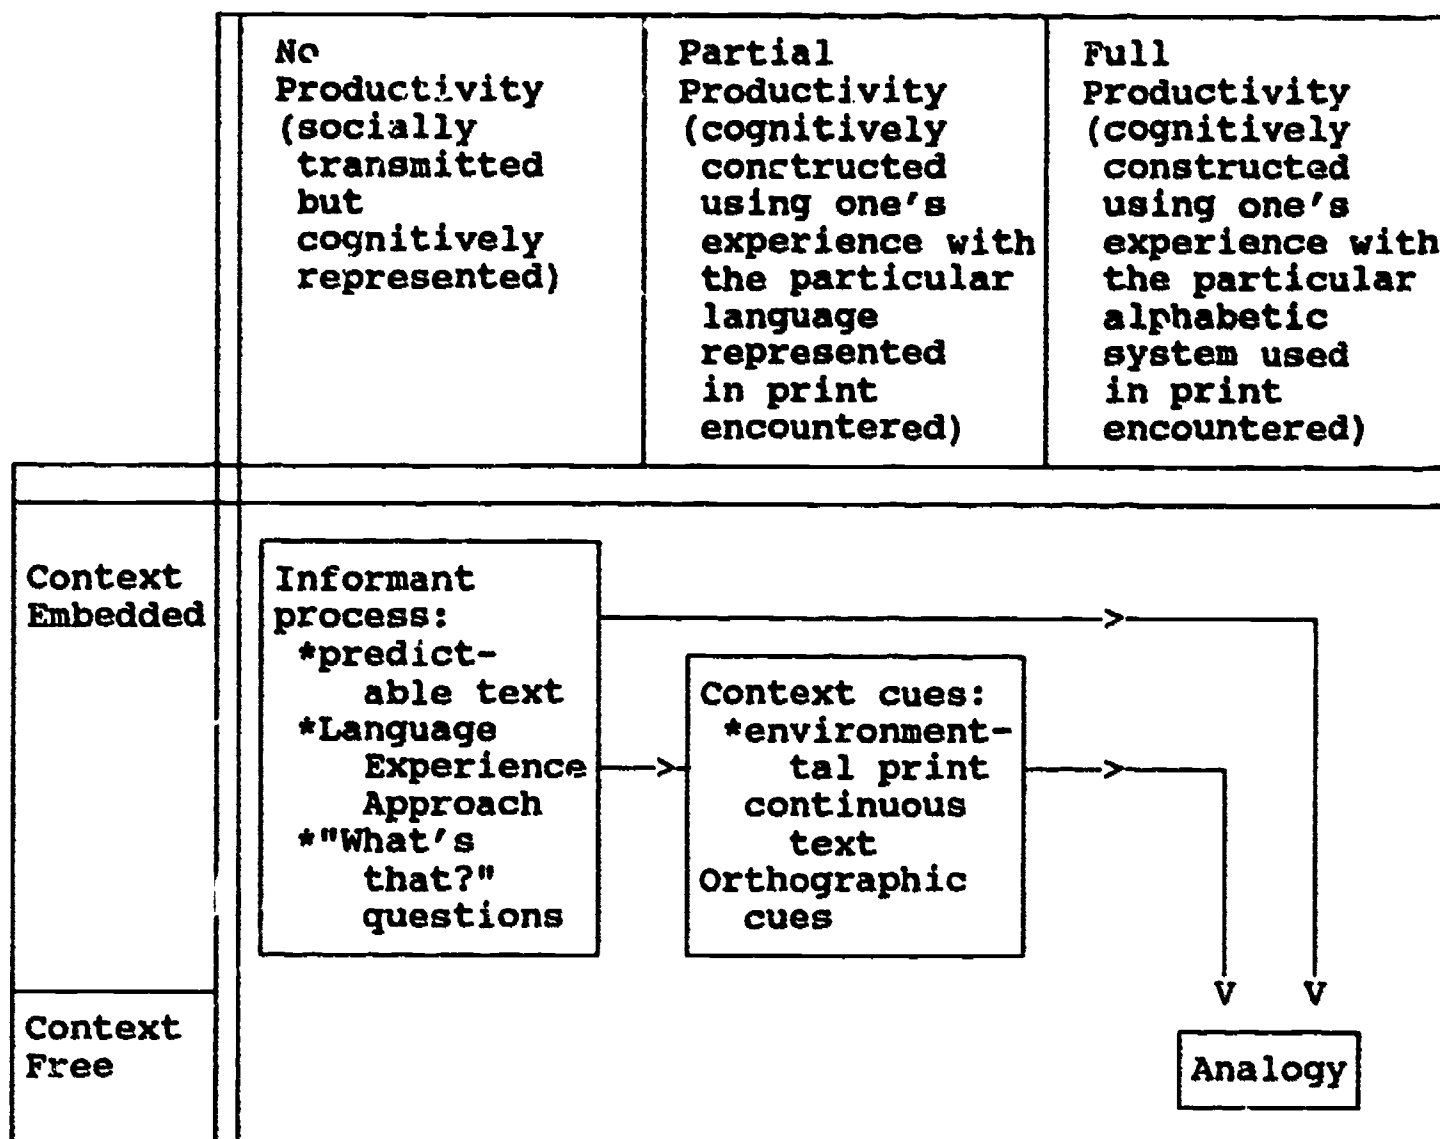 No
Productivity
(socially
transmitted
but
cognitively
represented)
Partial
Productivity
(cognitively
constructed
using one's
experience with
the particular
language
represented
in print
encountered)
Full
Productivity
(cognitively
constructed
using one's
experience with
the particular
alphabetic
system used
in print
encountered)
Context
Embedded
Informant
process:
*predict-
able text
*Language
Experience
Approach
*"What's
that?"
questions
Context cues:
*environment-
tal print
continuous
text
Orthographic
cues
Context
Free
Analogy